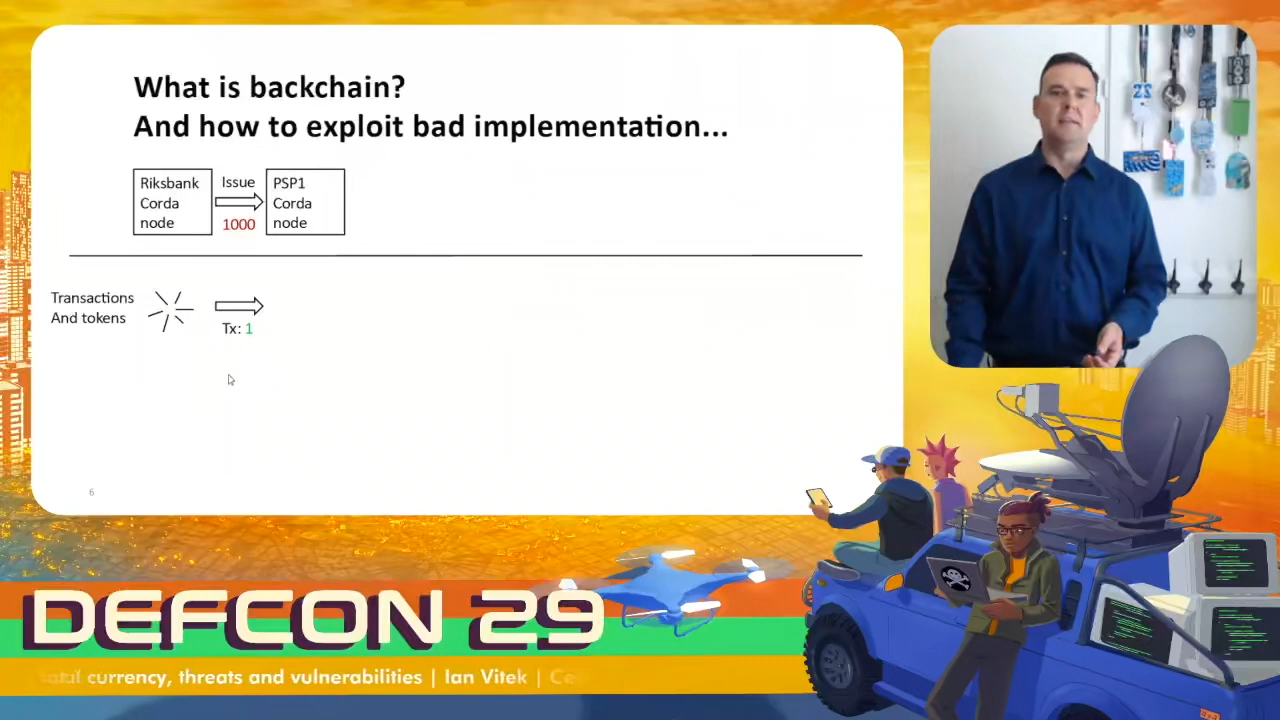 What is backchain?
And how to exploit bad implementation...
Riksbank
Corda
node
Issue
1000
PSP1
Corda
node
Transactions
And tokens
Tx: 1
6
DEFCON 29
currency, threats and vulnerabilities | Ian Vitek |